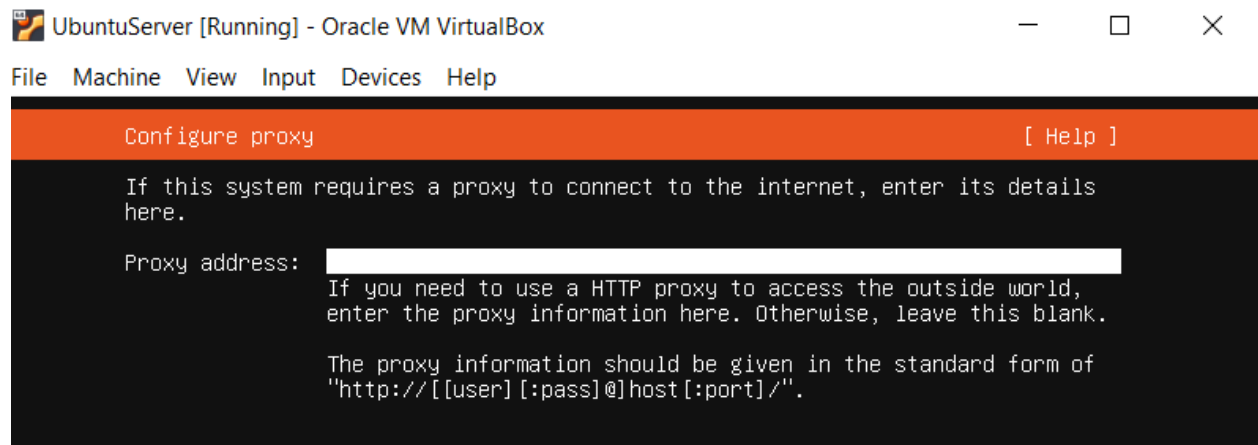 UbuntuServer [Running] - Oracle VM VirtualBox
File Machine View Input Devices Help
Configure proxy [ Help ]
If this system requires a proxy to connect to the internet, enter its details
here.
Proxy address:
If you need to use a HTTP proxy to access the outside world,
enter the proxy information here. Otherwise, leave this blank.
The proxy information should be given in the standard form of
"http://[[user][:pass]@]host[:port]/".